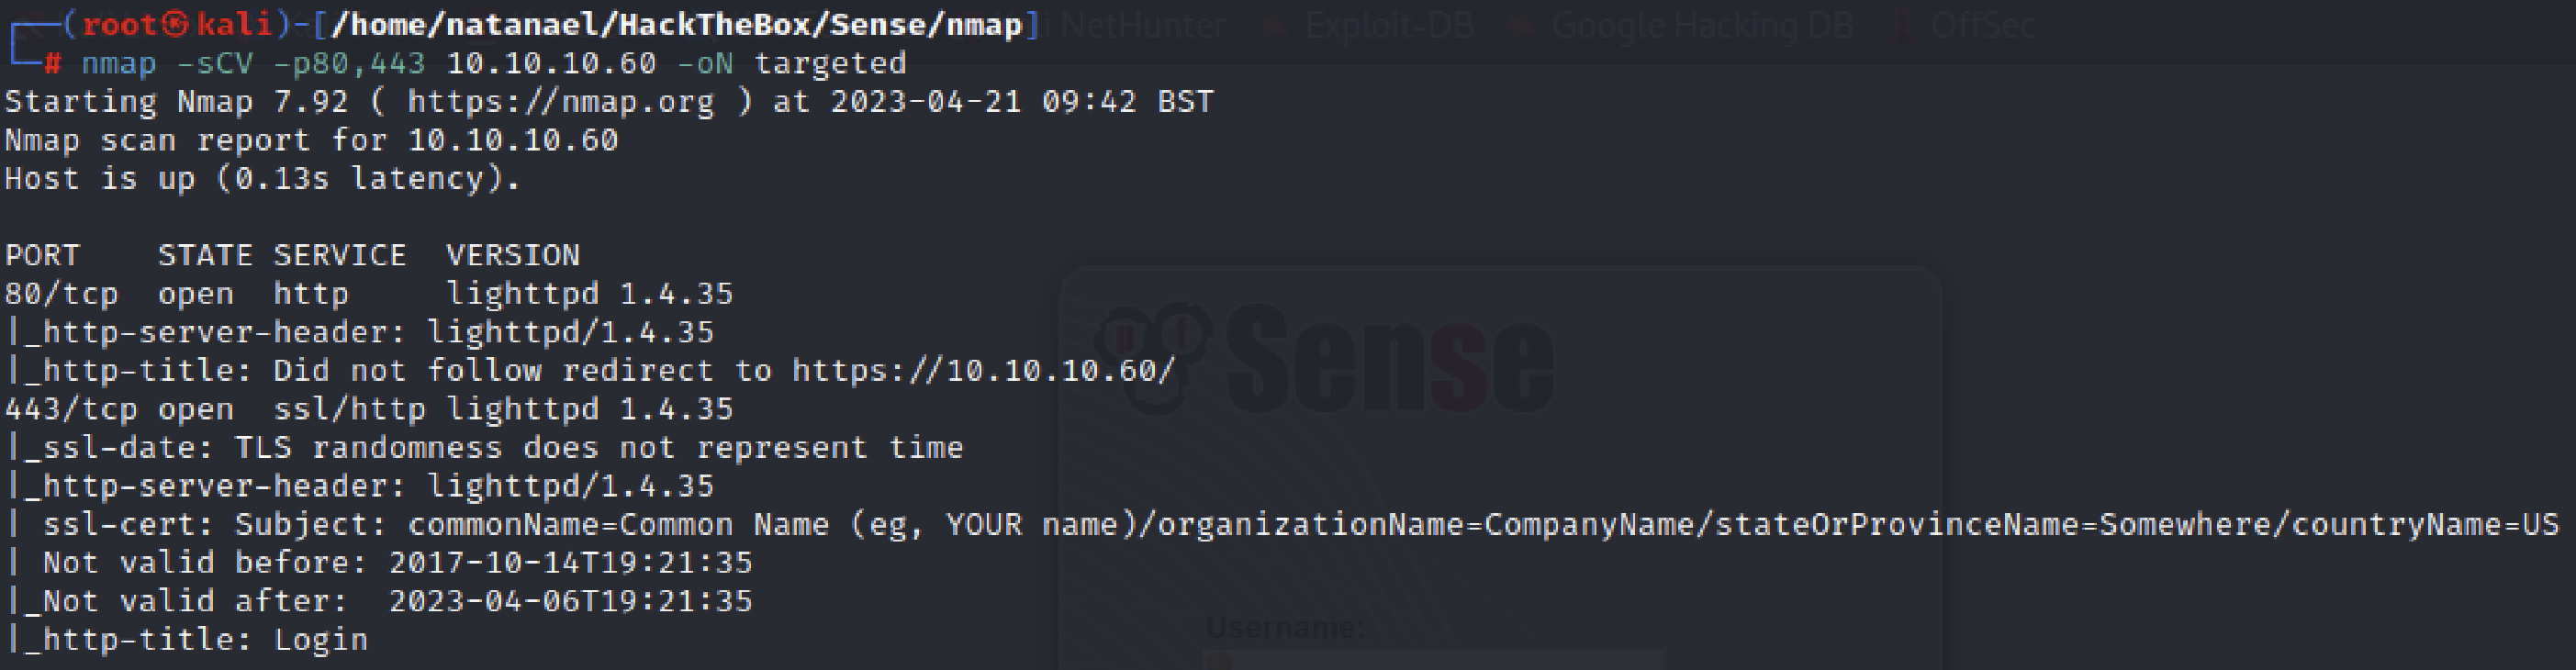 ┌──(root㉿kali)-[/home/natanael/HackTheBox/Sense/nmap]
li NetHunter Exploit-DB Google Hacking DB OffSec
└─# nmap -sCV -p80,443 10.10.10.60 -oN targeted
Starting Nmap 7.92 ( https://nmap.org ) at 2023-04-21 09:42 BST
Nmap scan report for 10.10.10.60
Host is up (0.13s latency).
PORT    STATE SERVICE  VERSION
80/tcp  open  http     lighttpd 1.4.35
|_http-server-header: lighttpd/1.4.35
|_http-title: Did not follow redirect to https://10.10.10.60/
pf Sense
443/tcp open  ssl/http lighttpd 1.4.35
|_ssl-date: TLS randomness does not represent time
|_http-server-header: lighttpd/1.4.35
| ssl-cert: Subject: commonName=Common Name (eg, YOUR name)/organizationName=CompanyName/stateOrProvinceName=Somewhere/countryName=US
| Not valid before: 2017-10-14T19:21:35
|_Not valid after:  2023-04-06T19:21:35
|_http-title: Login
Username: